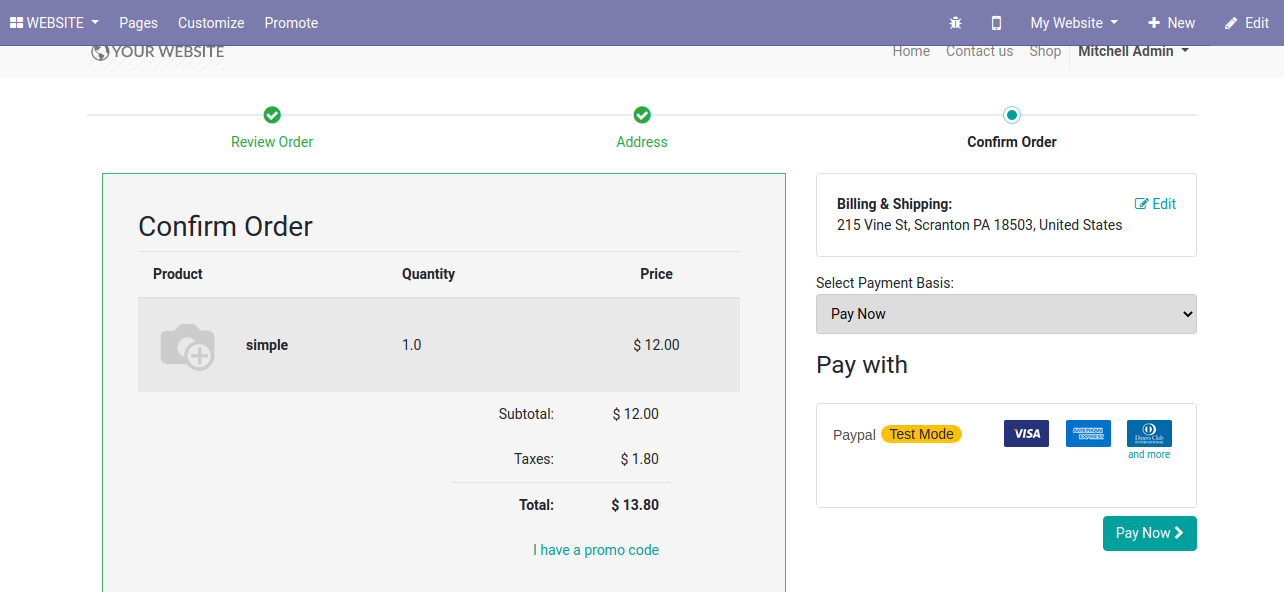 WEBSITE Pages Customize Promote My Website New Edit
YOUR WEBSITE Home Contact us Shop Mitchell Admin
Review Order Address Confirm Order
Confirm Order
Product Quantity Price
simple 1.0 $ 12.00
Subtotal: $ 12.00
Taxes: $ 1.80
Total: $ 13.80
I have a promo code
Billing & Shipping: Edit
215 Vine St, Scranton PA 18503, United States
Select Payment Basis:
Pay Now
Pay with
Paypal Test Mode VISA AMERICAN EXPRESS Diners Club INTERNATIONAL
and more
Pay Now